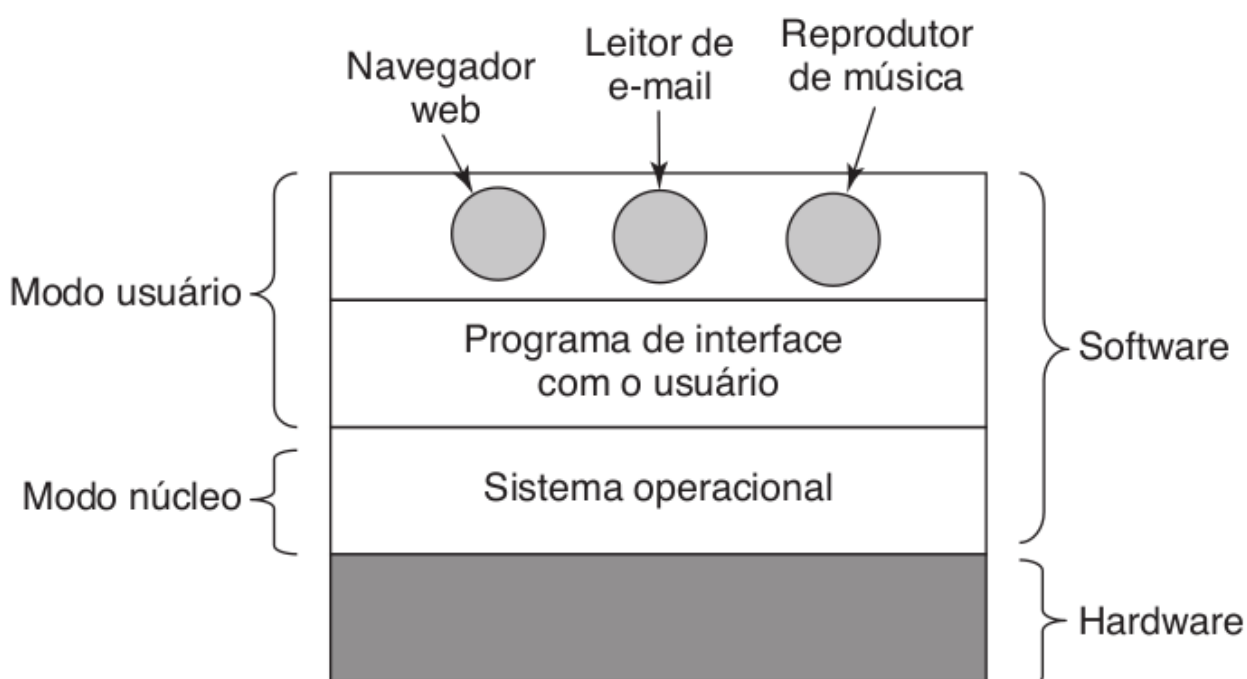 Navegador
web
Leitor de
e-mail
Reprodutor
de música
Modo usuário
Programa de interface
com o usuário
Software
Modo núcleo
Sistema operacional
Hardware